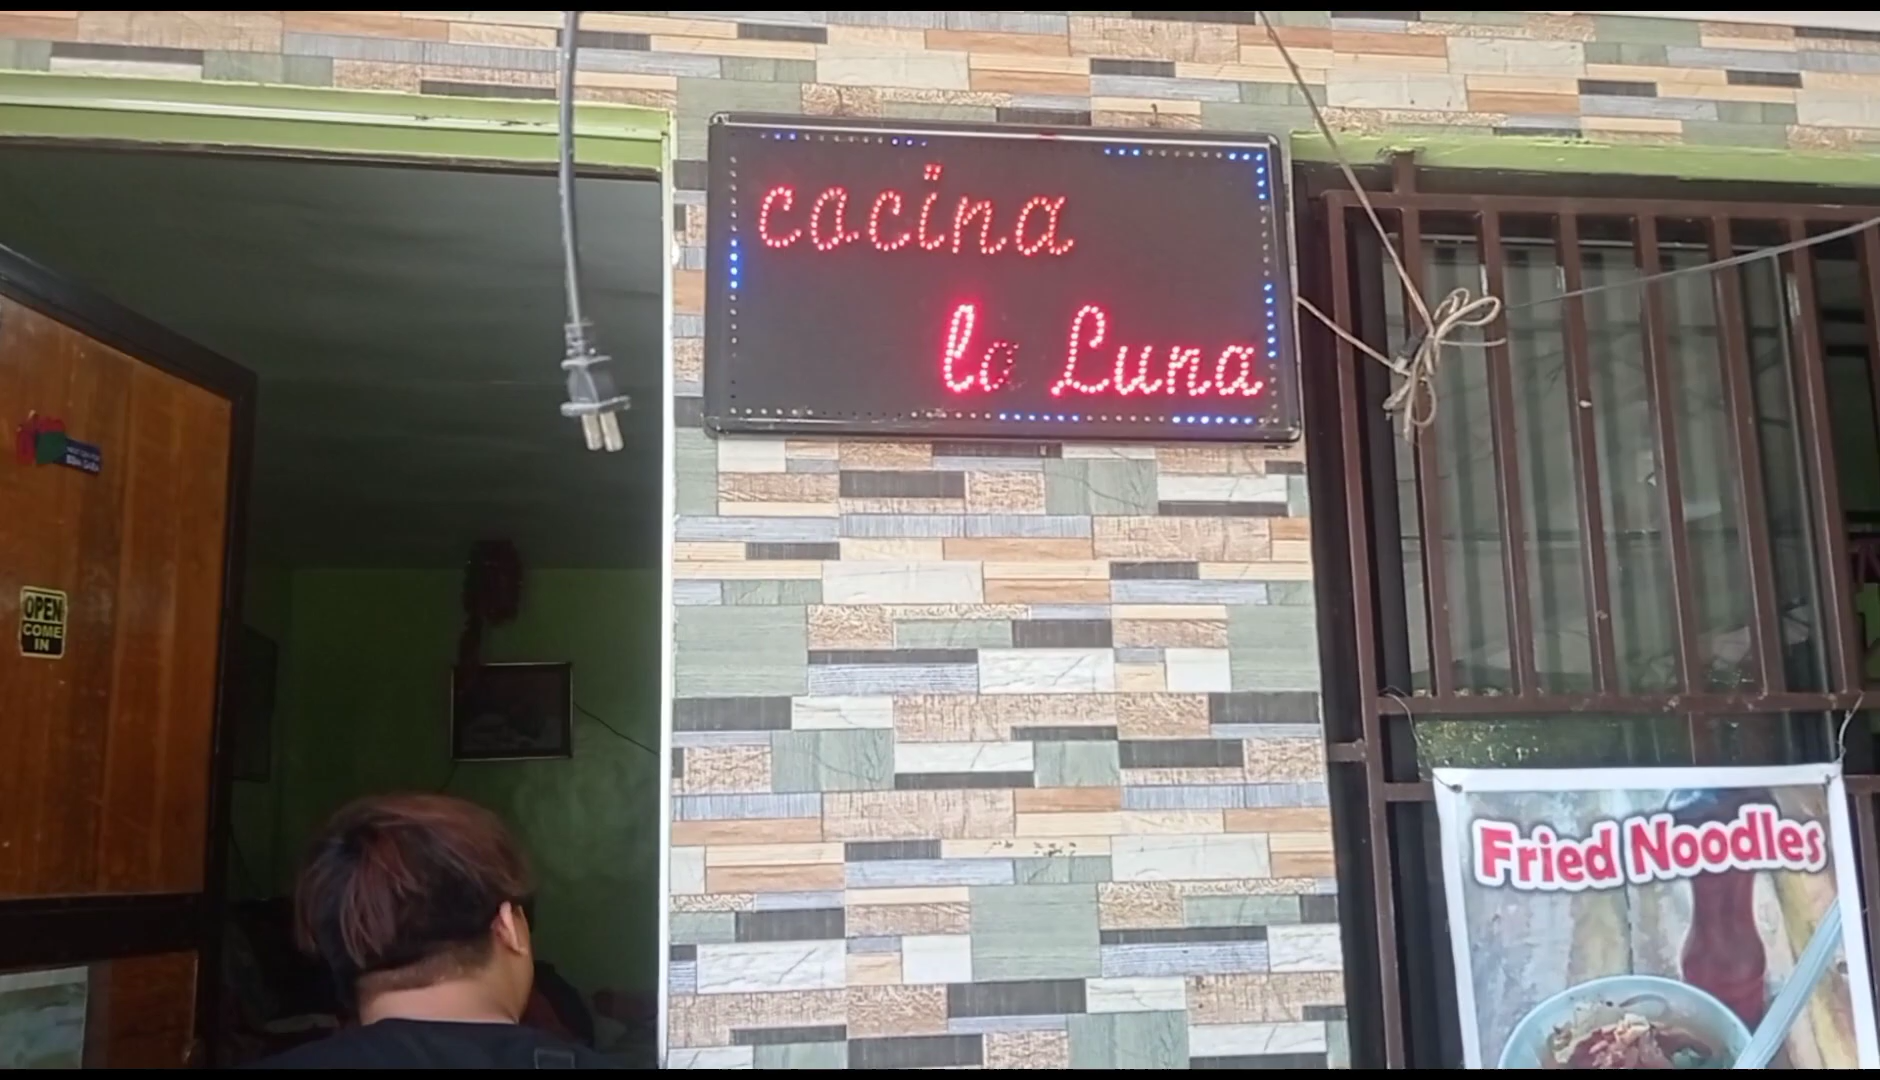 cocina
la Luna
OPEN
COME
IN
Fried Noodles